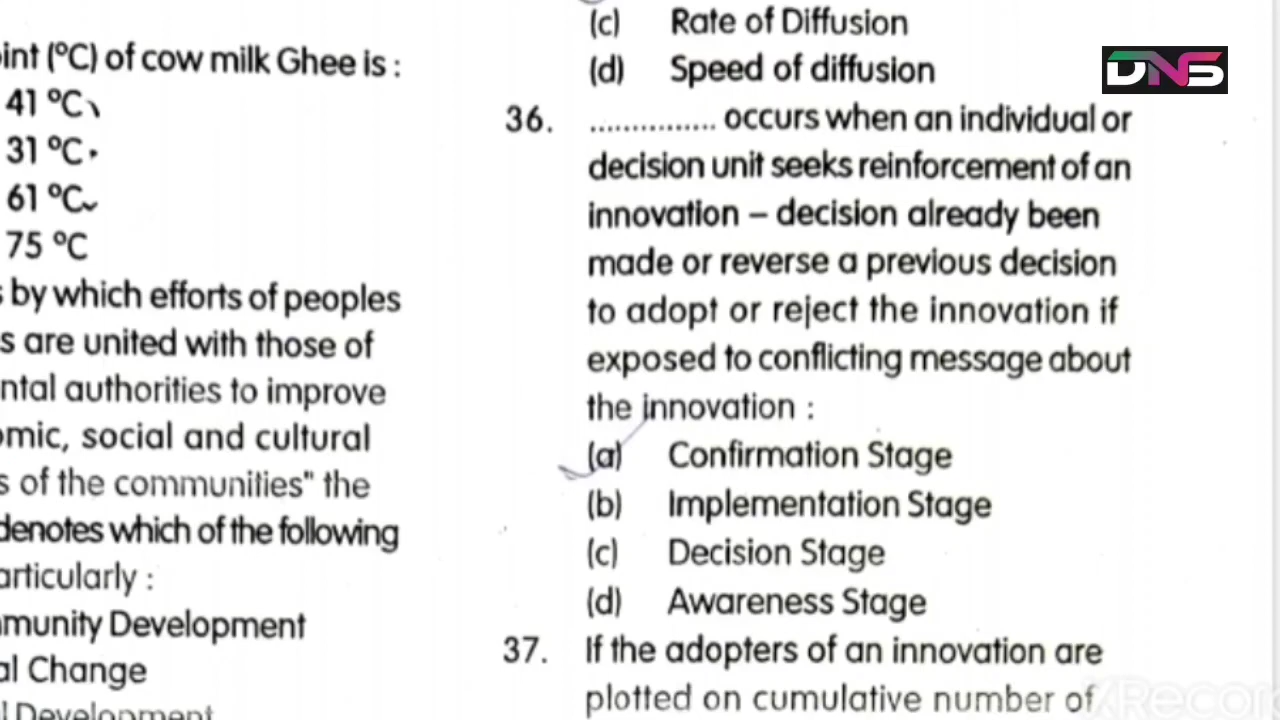 int (°C) of cow milk Ghee is :
41 °C
31 °C
61 °C
75 °C
by which efforts of peoples
s are united with those of
ntal authorities to improve
omic, social and cultural
s of the communities" the
denotes which of the following
articularly :
munity Development
al Change
l Development
(c) Rate of Diffusion
(d) Speed of diffusion
36. ............... occurs when an individual or
decision unit seeks reinforcement of an
innovation – decision already been
made or reverse a previous decision
to adopt or reject the innovation if
exposed to conflicting message about
the innovation :
(a) Confirmation Stage
(b) Implementation Stage
(c) Decision Stage
(d) Awareness Stage
37. If the adopters of an innovation are
plotted on cumulative number of
DNS
XRecor